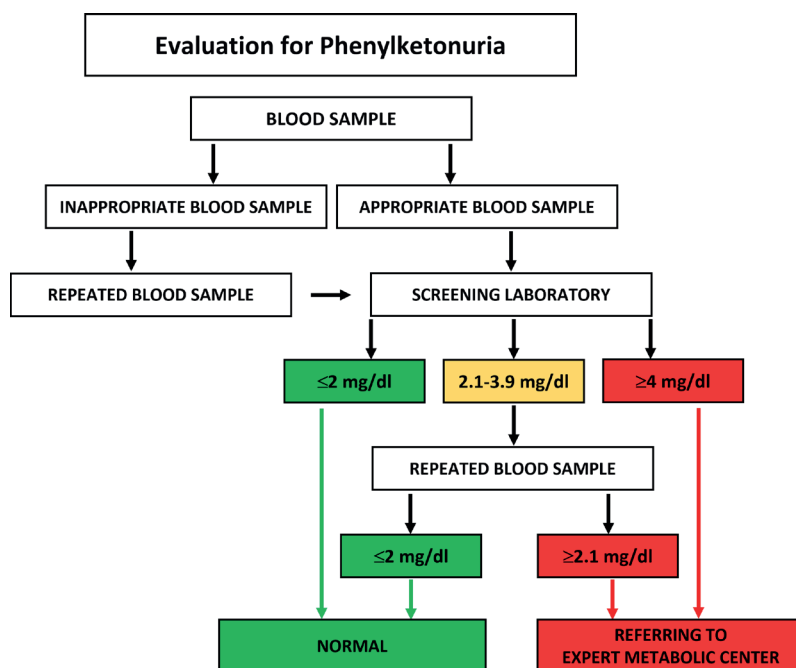 Evaluation for Phenylketonuria
BLOOD SAMPLE
INAPPROPRIATE BLOOD SAMPLE
APPROPRIATE BLOOD SAMPLE
REPEATED BLOOD SAMPLE
SCREENING LABORATORY
≤2 mg/dl
2.1-3.9 mg/dl
≥4 mg/dl
REPEATED BLOOD SAMPLE
≤2 mg/dl
≥2.1 mg/dl
NORMAL
REFERRING TO
EXPERT METABOLIC CENTER